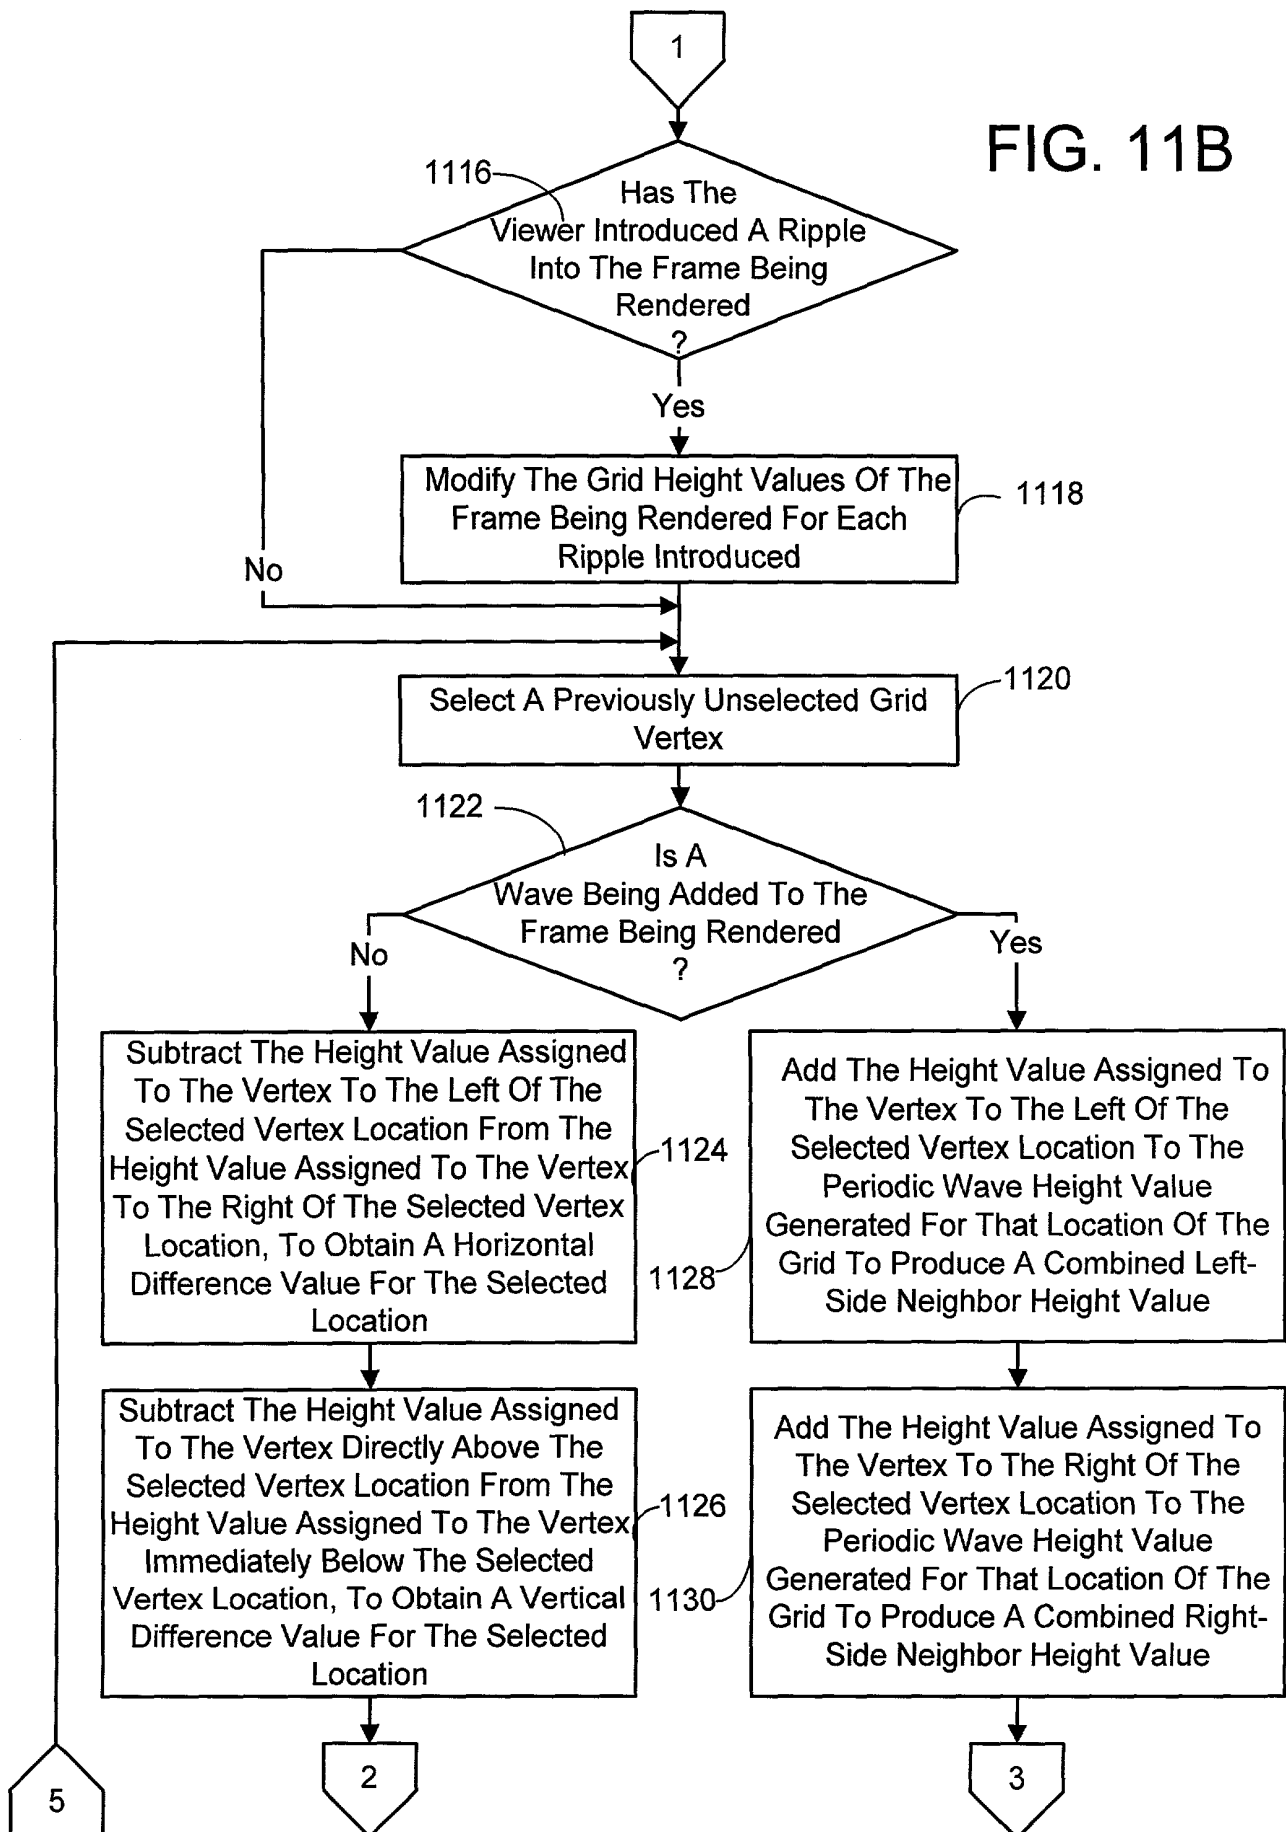 1
FIG. 11B
1116
Has The
Viewer Introduced A Ripple
Into The Frame Being
Rendered
?
Yes
Modify The Grid Height Values Of The
Frame Being Rendered For Each
Ripple Introduced
1118
No
Select A Previously Unselected Grid
Vertex
1120
1122
Is A
Wave Being Added To The
Frame Being Rendered
?
No
Yes
Subtract The Height Value Assigned
To The Vertex To The Left Of The
Selected Vertex Location From The
Height Value Assigned To The Vertex
To The Right Of The Selected Vertex
Location, To Obtain A Horizontal
Difference Value For The Selected
Location
1124
Add The Height Value Assigned To
The Vertex To The Left Of The
Selected Vertex Location To The
Periodic Wave Height Value
Generated For That Location Of The
Grid To Produce A Combined Left-
Side Neighbor Height Value
1128
Subtract The Height Value Assigned
To The Vertex Directly Above The
Selected Vertex Location From The
Height Value Assigned To The Vertex
Immediately Below The Selected
Vertex Location, To Obtain A Vertical
Difference Value For The Selected
Location
1126
Add The Height Value Assigned To
The Vertex To The Right Of The
Selected Vertex Location To The
Periodic Wave Height Value
Generated For That Location Of The
Grid To Produce A Combined Right-
Side Neighbor Height Value
1130
5
2
3